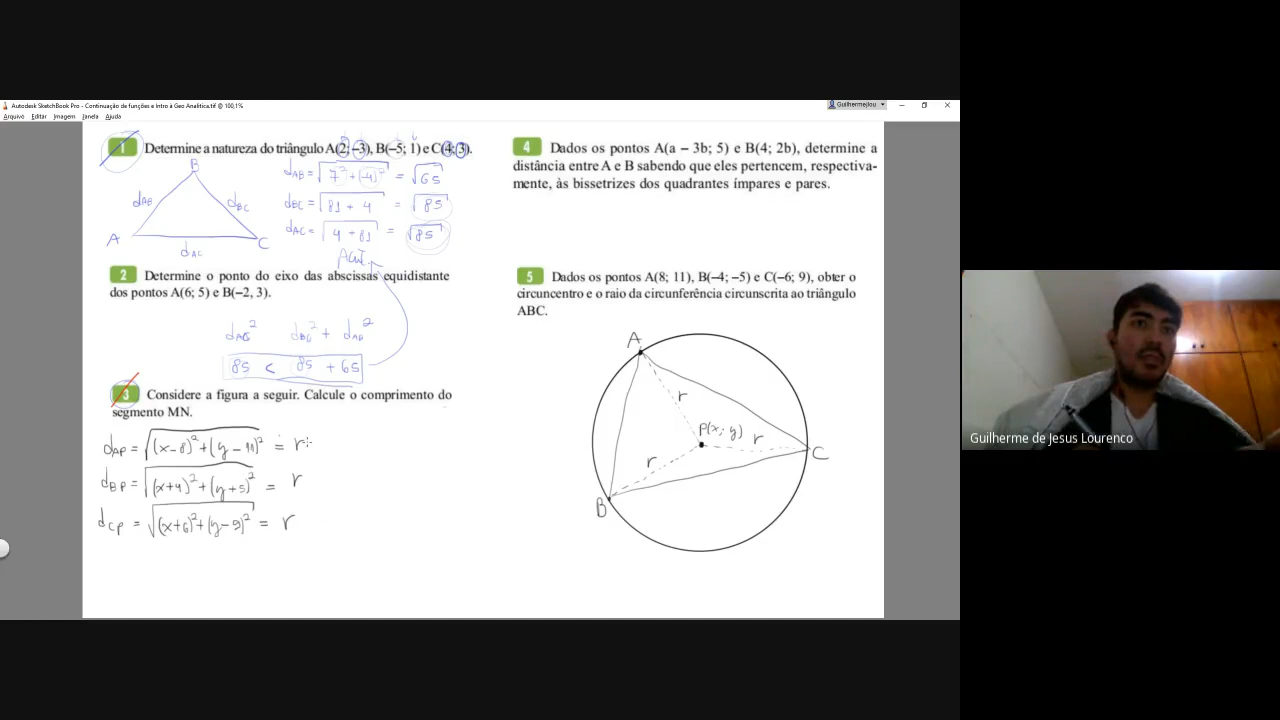 Autodesk SketchBook Pro - Continuação de funções e Intro à Geo Analítica.tif @ 100,1%
Guilhermejlou
Arquivo Editar Imagem Janela Ajuda
1 Determine a natureza do triângulo A(2; –3), B(–5; 1) e C(4; 3).
B
dAB
dBC
A
C
dAC
dAB = √7² + (-4)² = √65
dBC = √81 + 4 = √85
dAC = √4 + 81 = √85
2 Determine o ponto do eixo das abscissas equidistante
dos pontos A(6; 5) e B(–2, 3).
dAC² dBC² + dAB²
85 < 85 + 65
3 Considere a figura a seguir. Calcule o comprimento do
segmento MN.
dAP = √(x-8)² + (y-11)² = r
dBP = √(x+4)² + (y+5)² = r
dCP = √(x+6)² + (y-9)² = r
4 Dados os pontos A(a – 3b; 5) e B(4; 2b), determine a
distância entre A e B sabendo que eles pertencem, respectiva-
mente, às bissetrizes dos quadrantes ímpares e pares.
5 Dados os pontos A(8; 11), B(–4; –5) e C(–6; 9), obter o
circuncentro e o raio da circunferência circunscrita ao triângulo
ABC.
A
r
P(x; y)
r
r
C
B
Guilherme de Jesus Lourenco